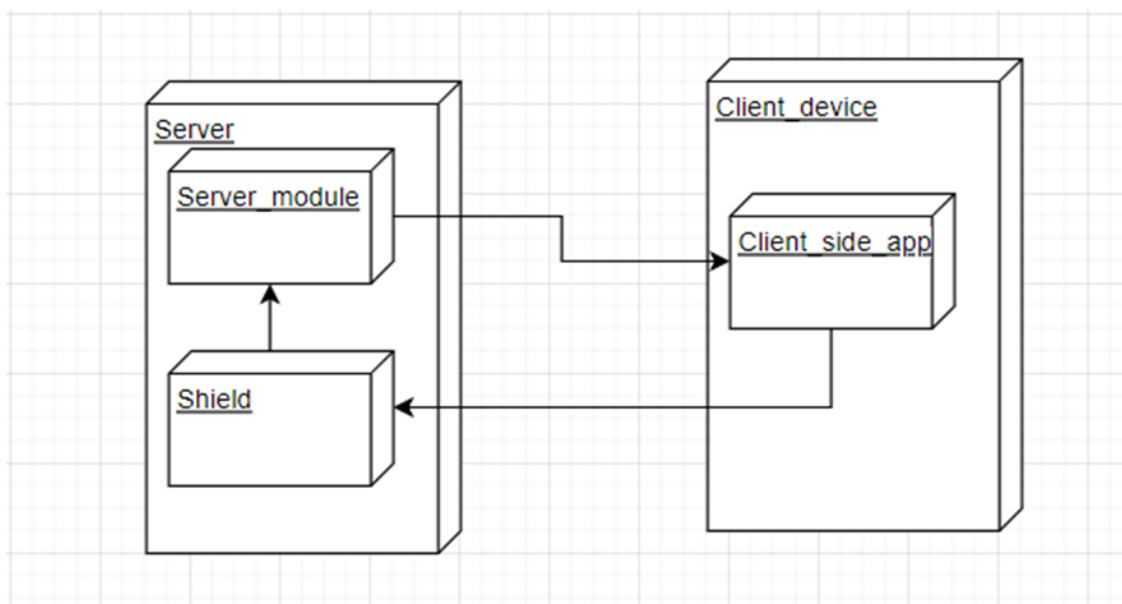 Server
Server_module
Shield
Client_device
Client_side_app